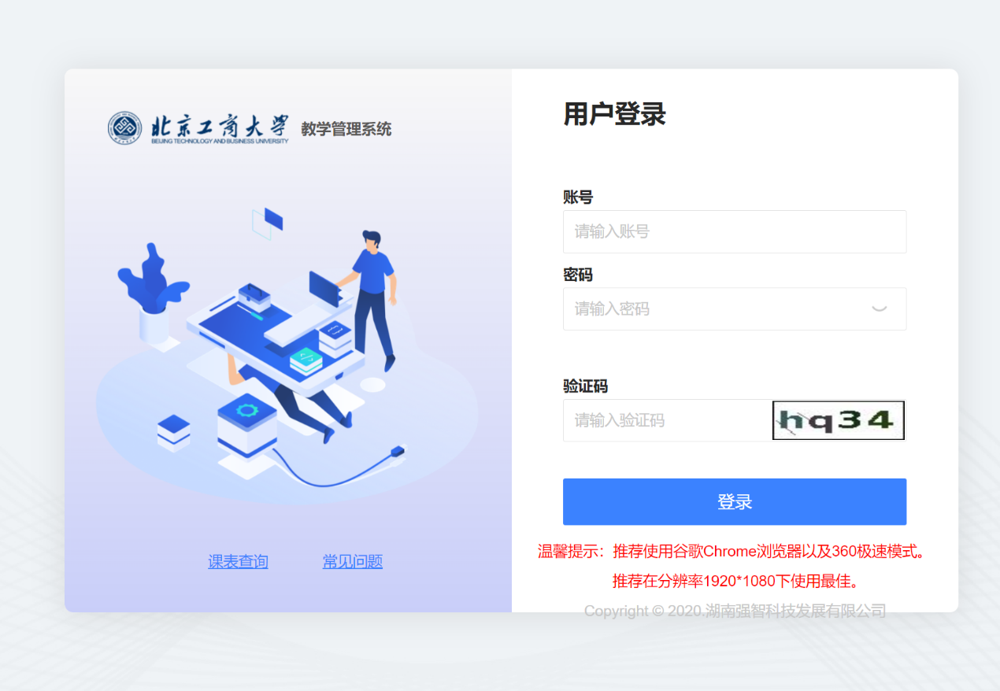 北京工商大学
BEIJING TECHNOLOGY AND BUSINESS UNIVERSITY
教学管理系统
课表查询
常见问题
用户登录
账号
请输入账号
密码
请输入密码
验证码
请输入验证码
hq34
登录
温馨提示：推荐使用谷歌Chrome浏览器以及360极速模式。
推荐在分辨率1920*1080下使用最佳。
Copyright © 2020.湖南强智科技发展有限公司